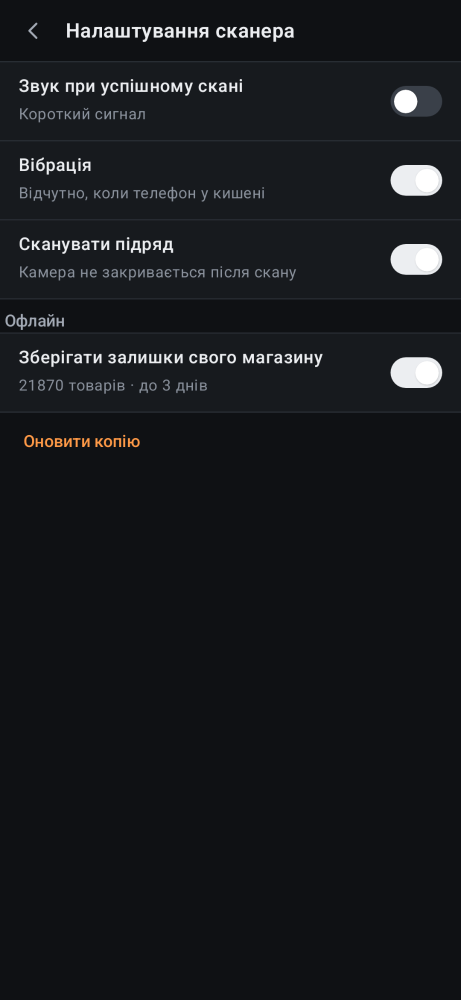 Налаштування сканера
Звук при успішному скані
Короткий сигнал
Вібрація
Відчутно, коли телефон у кишені
Сканувати підряд
Камера не закривається після скану
Офлайн
Зберігати залишки свого магазину
21870 товарів · до 3 днів
Оновити копію